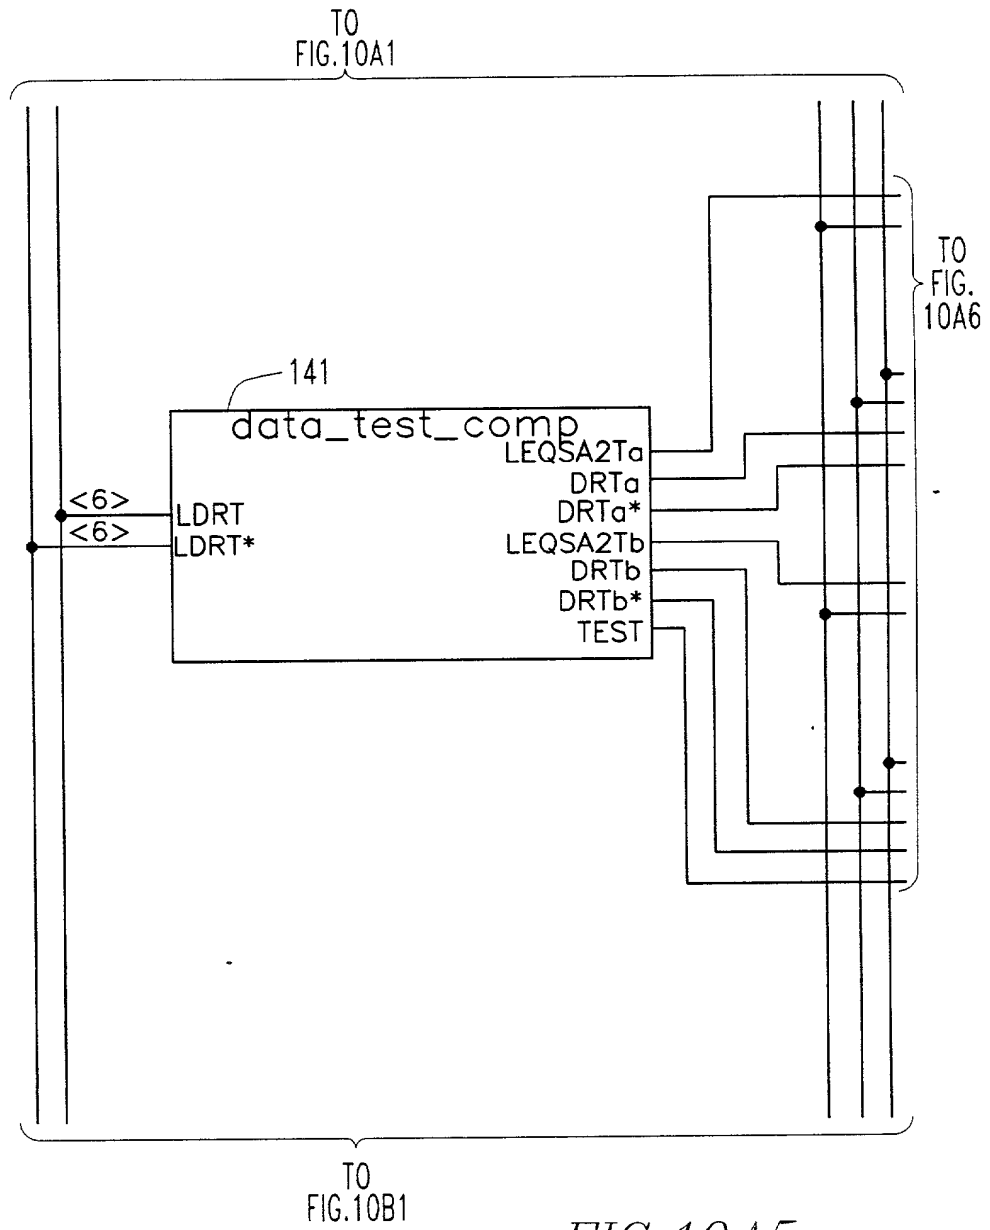 TO
FIG.10A1
TO
FIG.
10A6
141
data_test_comp
LEQSA2Ta
DRTa
DRTa*
<6>
LDRT
<6>
LDRT*
LEQSA2Tb
DRTb
DRTb*
TEST
TO
FIG.10B1
FIG.10A5